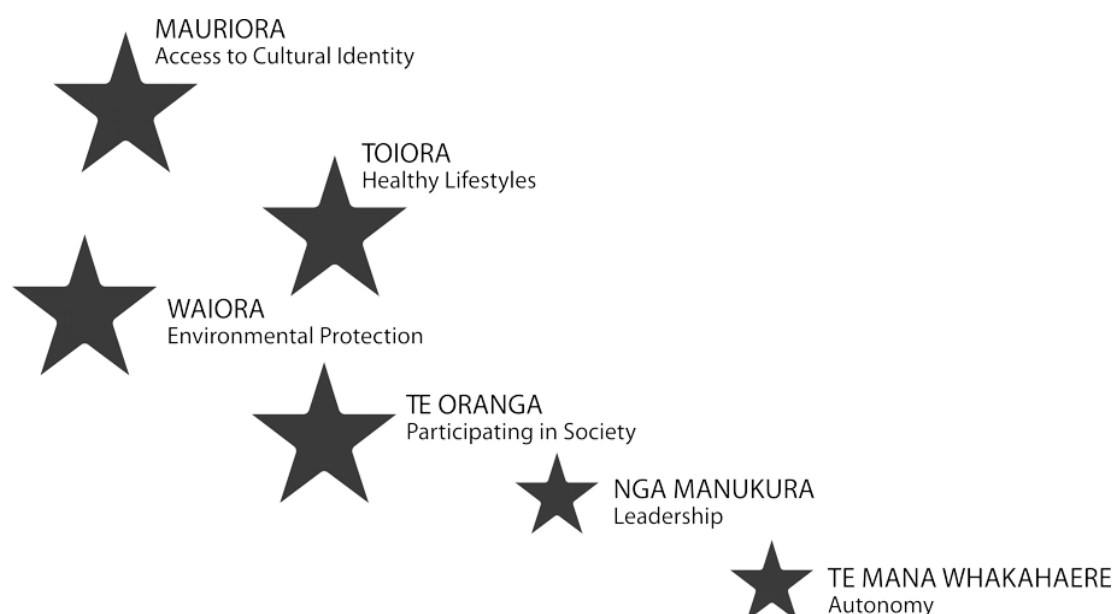 MAURIORA
Access to Cultural Identity
TOIORA
Healthy Lifestyles
WAIORA
Environmental Protection
TE ORANGA
Participating in Society
NGA MANUKURA
Leadership
TE MANA WHAKAHAERE
Autonomy